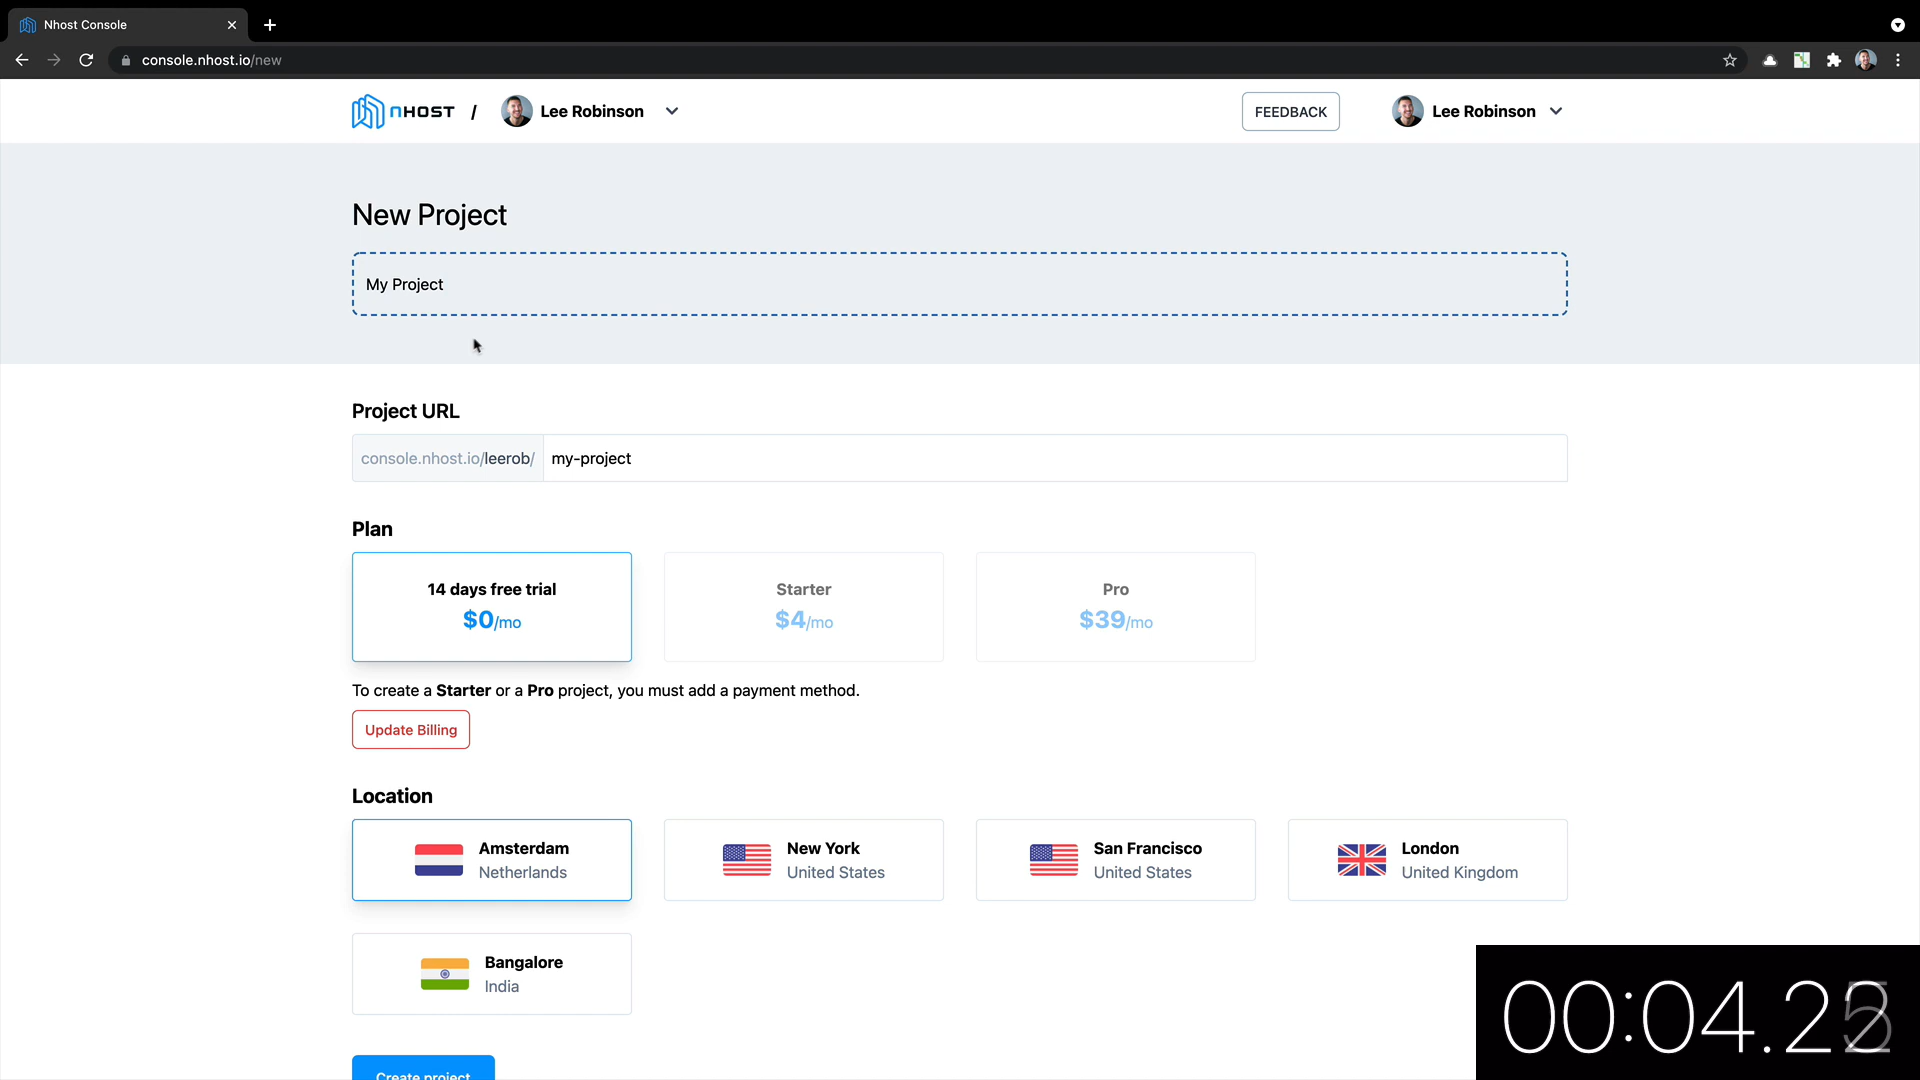 Nhost Console
console.nhost.io/new
nHOST / Lee Robinson
FEEDBACK
Lee Robinson
New Project
My Project
Project URL
console.nhost.io/leerob/ my-project
Plan
14 days free trial
$0/mo
Starter
$4/mo
Pro
$39/mo
To create a Starter or a Pro project, you must add a payment method.
Update Billing
Location
Amsterdam
Netherlands
New York
United States
San Francisco
United States
London
United Kingdom
Bangalore
India
Create project